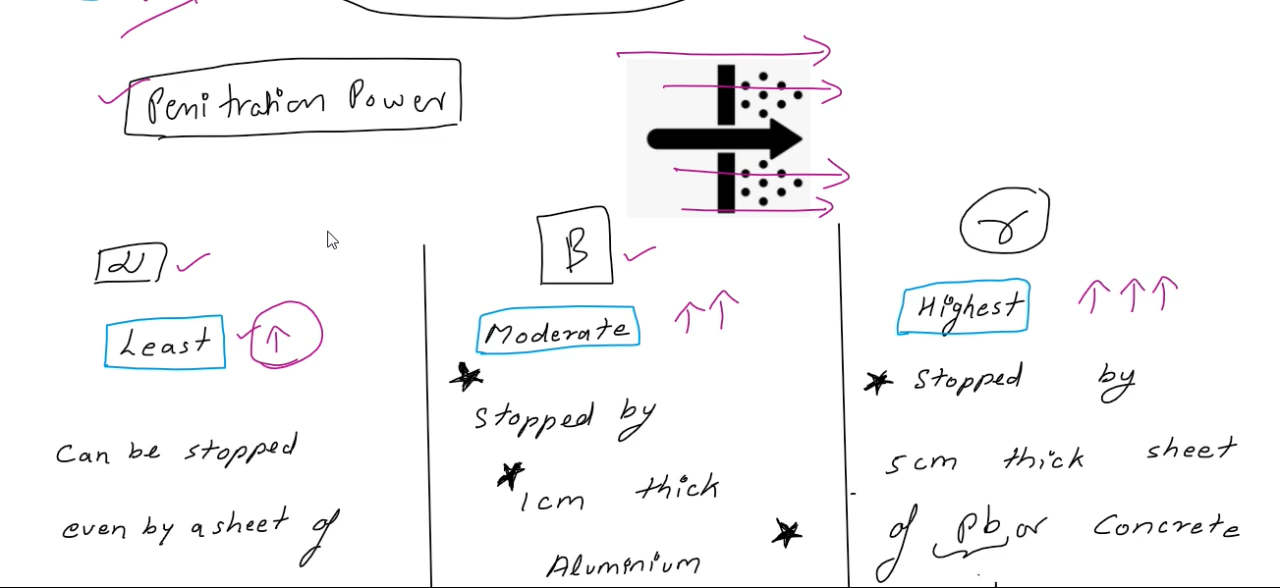 Penitration Power
α
Least ↑
Can be stopped
even by a sheet of
β
Moderate ↑↑
Stopped by
1cm thick
Aluminium
γ
Highest ↑↑↑
Stopped by
5cm thick sheet
of Pb or Concrete